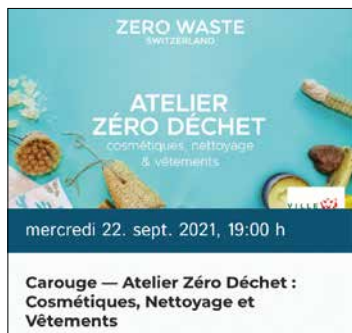 ZERO WASTE
SWITZERLAND
ATELIER
ZÉRO DÉCHET
cosmétiques, nettoyage
& vêtements
VILLE
mercredi 22. sept. 2021, 19:00 h
Carouge — Atelier Zéro Déchet :
Cosmétiques, Nettoyage et
Vêtements